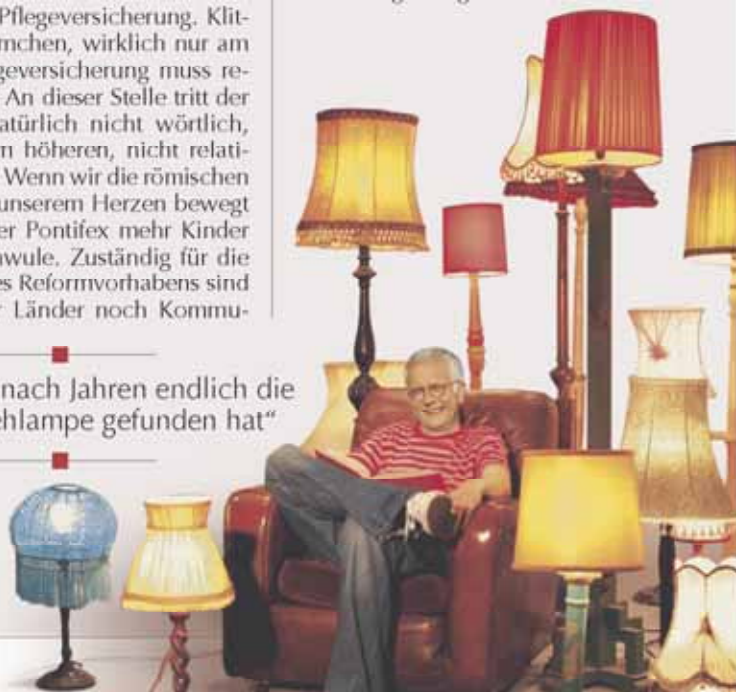 Pflegeversicherung. Klit-
mchen, wirklich nur am
geversicherung muss re-
An dieser Stelle tritt der
atürlich nicht wörtlich,
n höheren, nicht relati-
Wenn wir die römischen
unserem Herzen bewegt
er Pontifex mehr Kinder
hwule. Zuständig für die
es Reformvorhabens sind
r Länder noch Kommu-
nach Jahren endlich die
ehlampe gefunden hat“